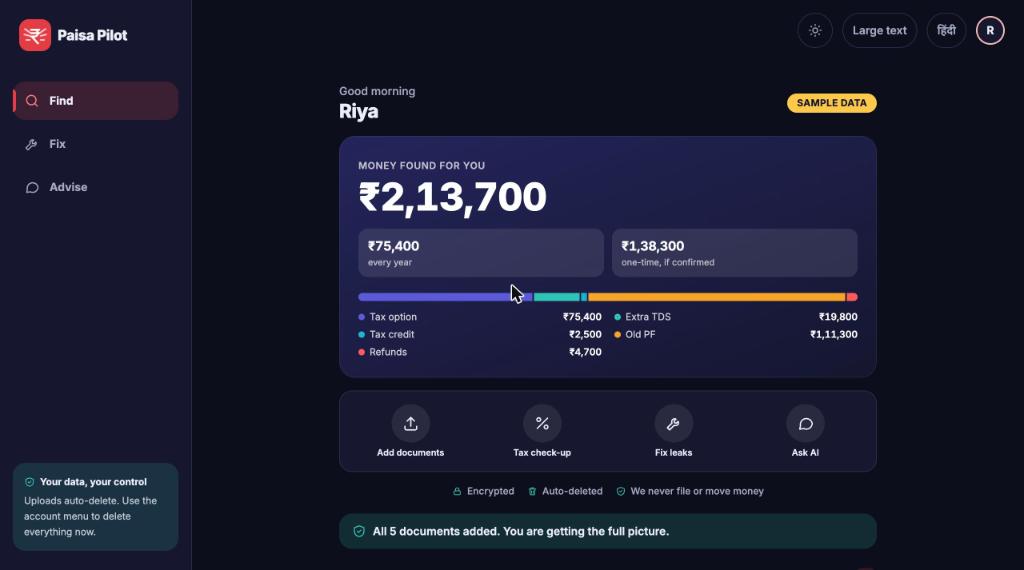 Paisa Pilot
Find
Fix
Advise
Your data, your control
Uploads auto-delete. Use the
account menu to delete
everything now.
Large text
हिंदी
R
Good morning
Riya
SAMPLE DATA
MONEY FOUND FOR YOU
₹2,13,700
₹75,400
every year
₹1,38,300
one-time, if confirmed
Tax option ₹75,400
Extra TDS ₹19,800
Tax credit ₹2,500
Old PF ₹1,11,300
Refunds ₹4,700
Add documents
Tax check-up
Fix leaks
Ask AI
Encrypted
Auto-deleted
We never file or move money
All 5 documents added. You are getting the full picture.